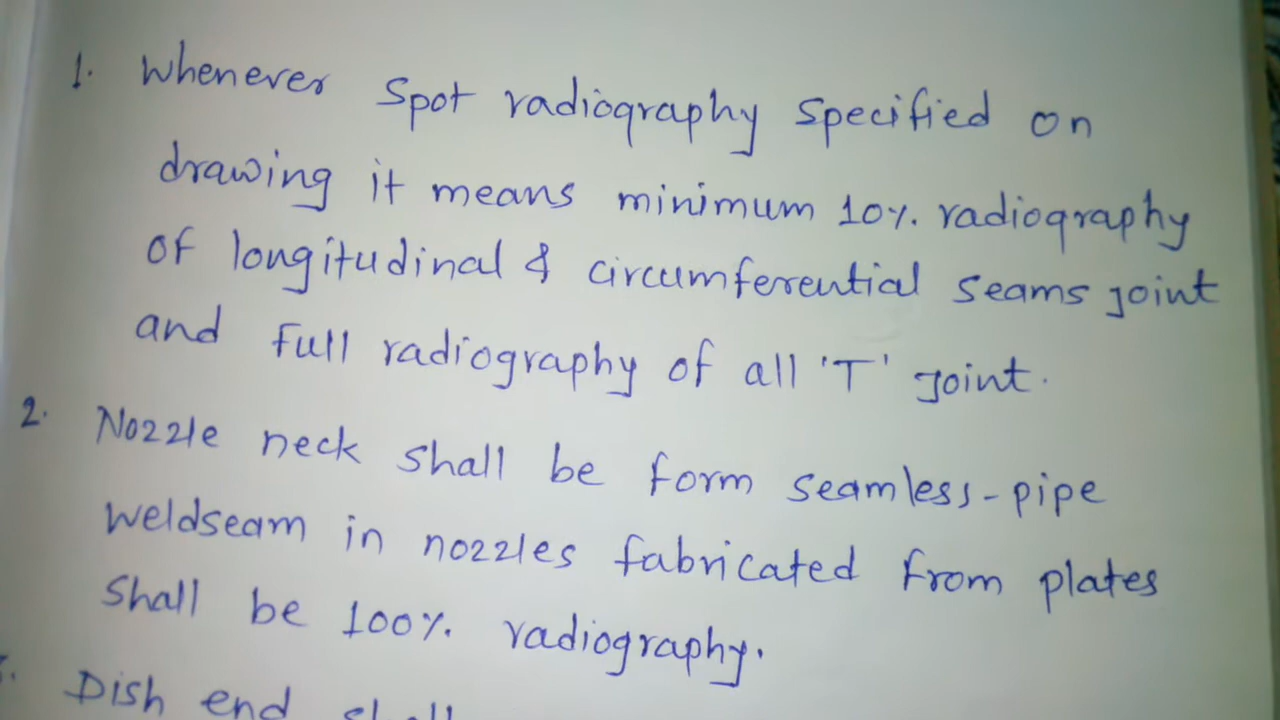 1. Whenever Spot radiography specified on
drawing it means minimum 10%. radiography
of longitudinal & circumferential seams joint
and full radiography of all 'T' joint.
2. Nozzle neck shall be form seamless-pipe
weldseam in nozzles fabricated from plates
Shall be 100%. radiography.
Dish end shall